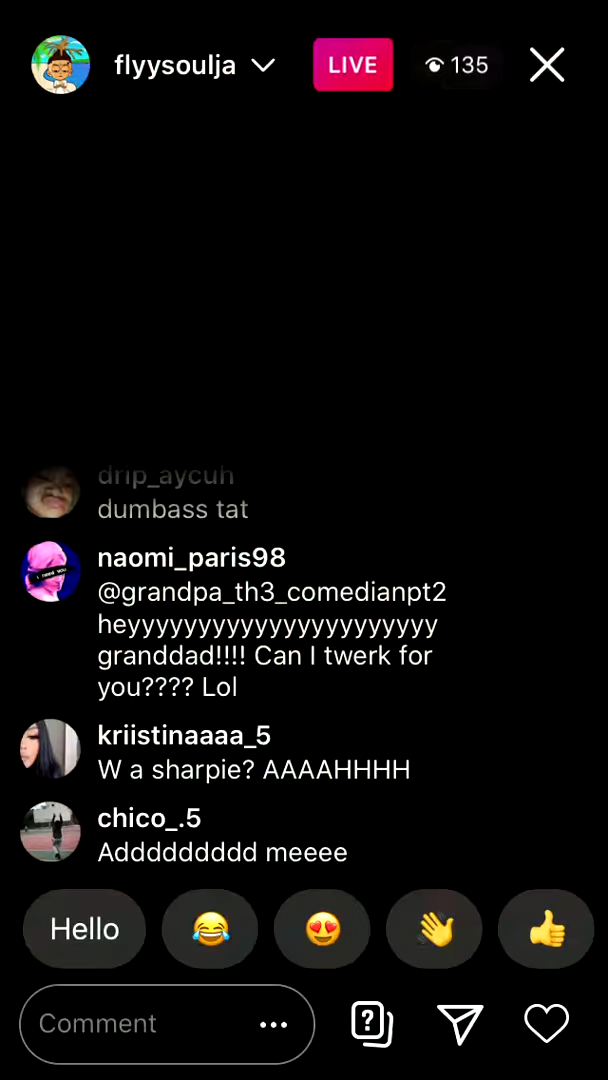 flyysoulja
LIVE
135
drip_aycuh
dumbass tat
naomi_paris98
@grandpa_th3_comedianpt2
heyyyyyyyyyyyyyyyyyyyyyy
granddad!!!! Can I twerk for
you???? Lol
kriistinaaaa_5
W a sharpie? AAAAHHHH
chico_.5
Addddddddd meeee
Hello
Comment